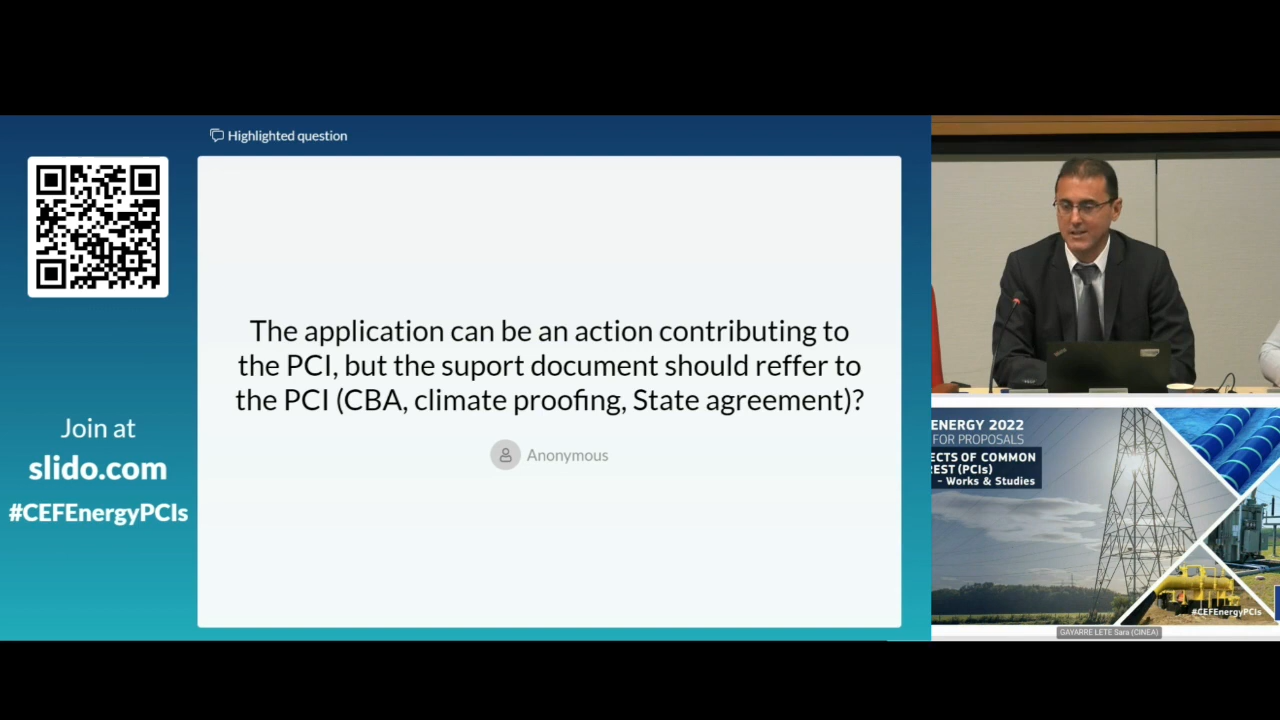 Highlighted question
The application can be an action contributing to
the PCI, but the suport document should reffer to
the PCI (CBA, climate proofing, State agreement)?
Anonymous
Join at
slido.com
#CEFEnergyPCIs
ENERGY 2022
FOR PROPOSALS
ECTS OF COMMON
REST (PCIs)
- Works & Studies
#CEFEnergyPCIs
GAYARRE LETE Sara (CINEA)